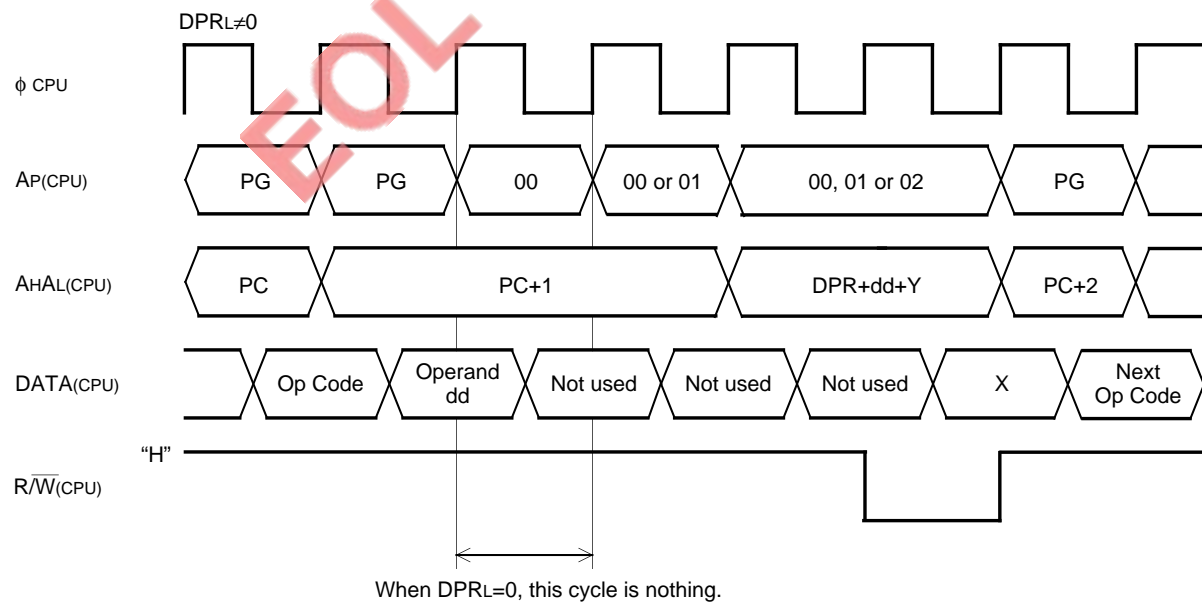 DPRL≠0
EOL
ϕ CPU
AP(CPU)
PG
PG
00
00 or 01
00, 01 or 02
PG
AHAL(CPU)
PC
PC+1
DPR+dd+Y
PC+2
DATA(CPU)
Op Code
Operand
dd
Not used
Not used
Not used
X
Next
Op Code
“H”
R/W̅(CPU)
When DPRL=0, this cycle is nothing.